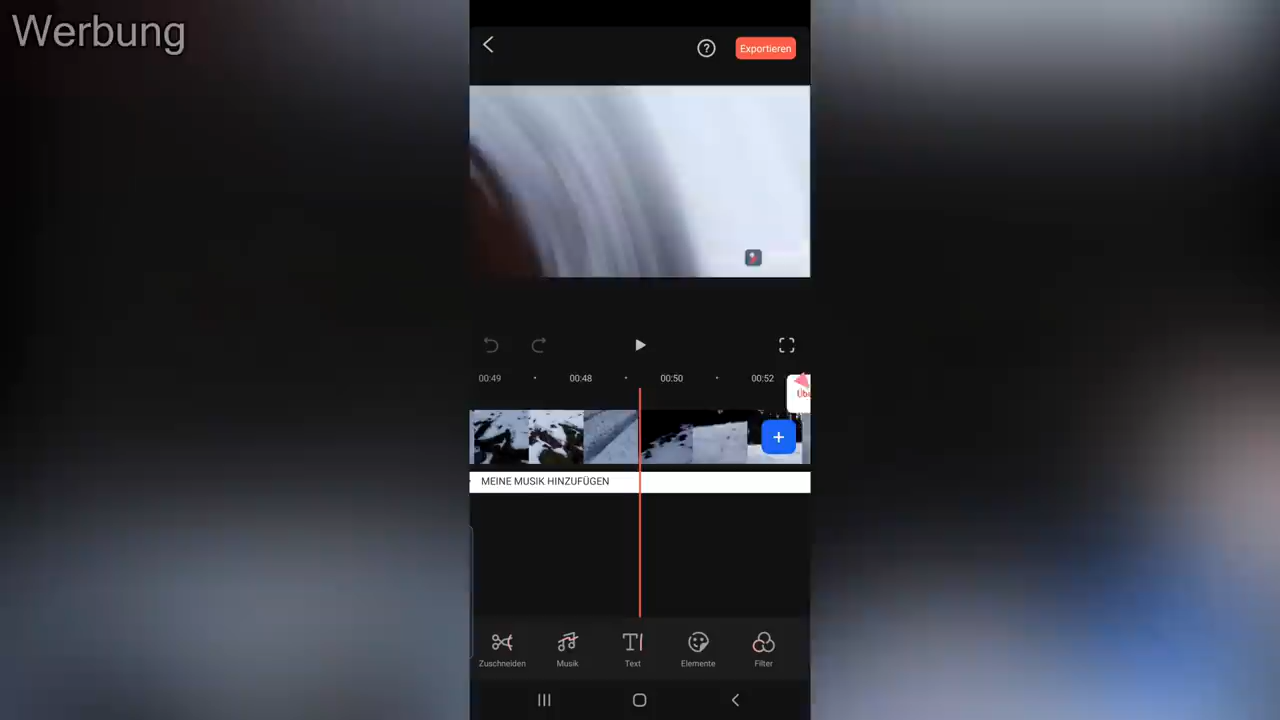 Werbung
Exportieren
00:49
00:48
00:50
00:52
MEINE MUSIK HINZUFÜGEN
Zuschneiden
Musik
Text
Elemente
Filter